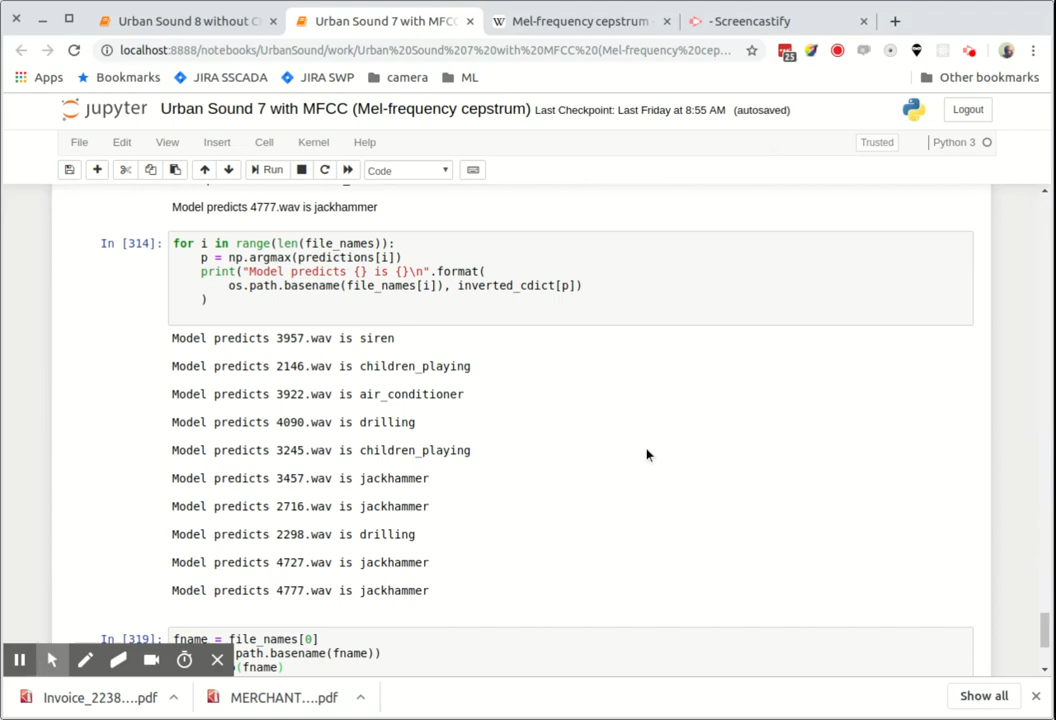 Urban Sound 8 without C
Urban Sound 7 with MFCC
Mel-frequency cepstrum
- Screencastify
localhost:8888/notebooks/UrbanSound/work/Urban%20Sound%207%20with%20MFCC%20(Mel-frequency%20cep...
25
Apps Bookmarks JIRA SSCADA JIRA SWP camera ML Other bookmarks
jupyter Urban Sound 7 with MFCC (Mel-frequency cepstrum) Last Checkpoint: Last Friday at 8:55 AM (autosaved) Logout
File Edit View Insert Cell Kernel Help Trusted Python 3
Run Code
Model predicts 4777.wav is jackhammer
In [314]: for i in range(len(file_names)):
p = np.argmax(predictions[i])
print("Model predicts {} is {}\n".format(
os.path.basename(file_names[i]), inverted_cdict[p])
)
Model predicts 3957.wav is siren
Model predicts 2146.wav is children_playing
Model predicts 3922.wav is air_conditioner
Model predicts 4090.wav is drilling
Model predicts 3245.wav is children_playing
Model predicts 3457.wav is jackhammer
Model predicts 2716.wav is jackhammer
Model predicts 2298.wav is drilling
Model predicts 4727.wav is jackhammer
Model predicts 4777.wav is jackhammer
In [319]: fname = file_names[0]
path.basename(fname))
(fname)
Invoice_2238....pdf MERCHANT....pdf Show all